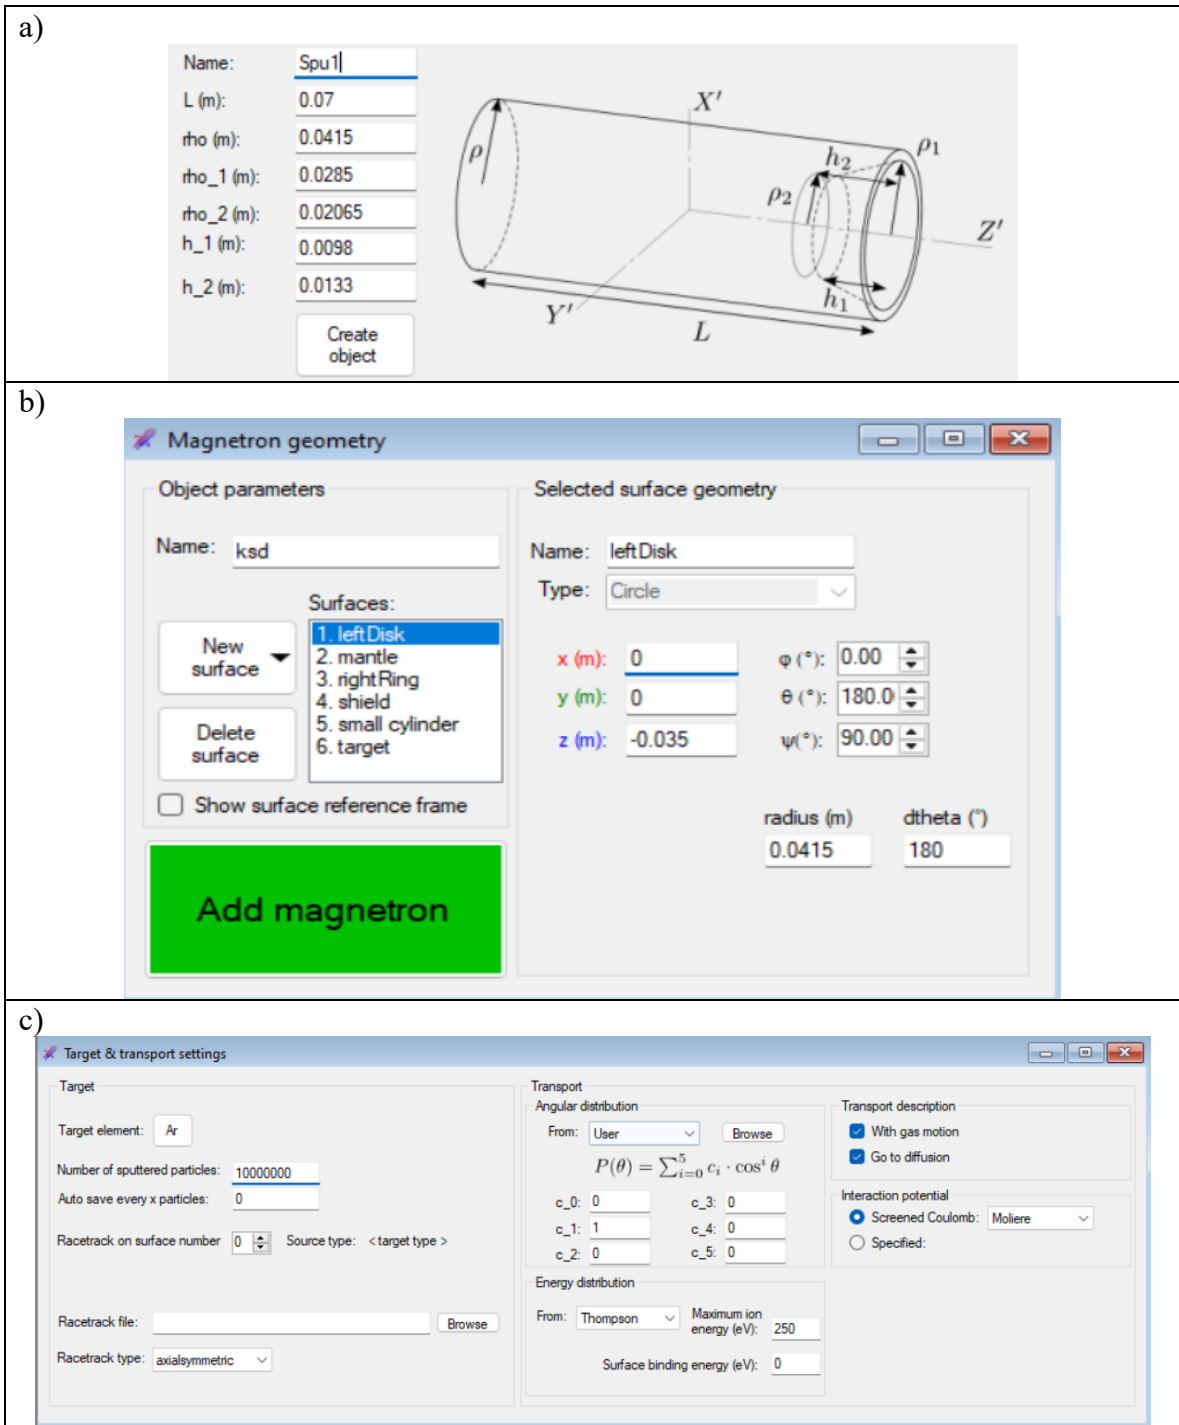 a)
Name: Spu1
L (m): 0.07
rho (m): 0.0415
rho_1 (m): 0.0285
rho_2 (m): 0.02065
h_1 (m): 0.0098
h_2 (m): 0.0133
Create
object
X′
ρ
h₂
ρ₁
ρ₂
Z′
h₁
Y′
L
b)
Magnetron geometry
Object parameters
Name: ksd
Surfaces:
New
surface
Delete
surface
1. leftDisk
2. mantle
3. rightRing
4. shield
5. small cylinder
6. target
Show surface reference frame
Add magnetron
Selected surface geometry
Name: leftDisk
Type: Circle
x (m): 0 φ (°): 0.00
y (m): 0 θ (°): 180.0
z (m): -0.035 ψ(°): 90.00
radius (m) dtheta (°)
0.0415 180
c)
Target & transport settings
Target
Target element: Ar
Number of sputtered particles: 10000000
Auto save every x particles: 0
Racetrack on surface number 0 Source type: < target type >
Racetrack file: Browse
Racetrack type: axialsymmetric
Transport
Angular distribution
From: User Browse
P(θ) = ∑⁵ᵢ₌₀ cᵢ · cosⁱ θ
c_0: 0 c_3: 0
c_1: 1 c_4: 0
c_2: 0 c_5: 0
Energy distribution
From: Thompson Maximum ion
energy (eV): 250
Surface binding energy (eV): 0
Transport description
With gas motion
Go to diffusion
Interaction potential
Screened Coulomb: Moliere
Specified: